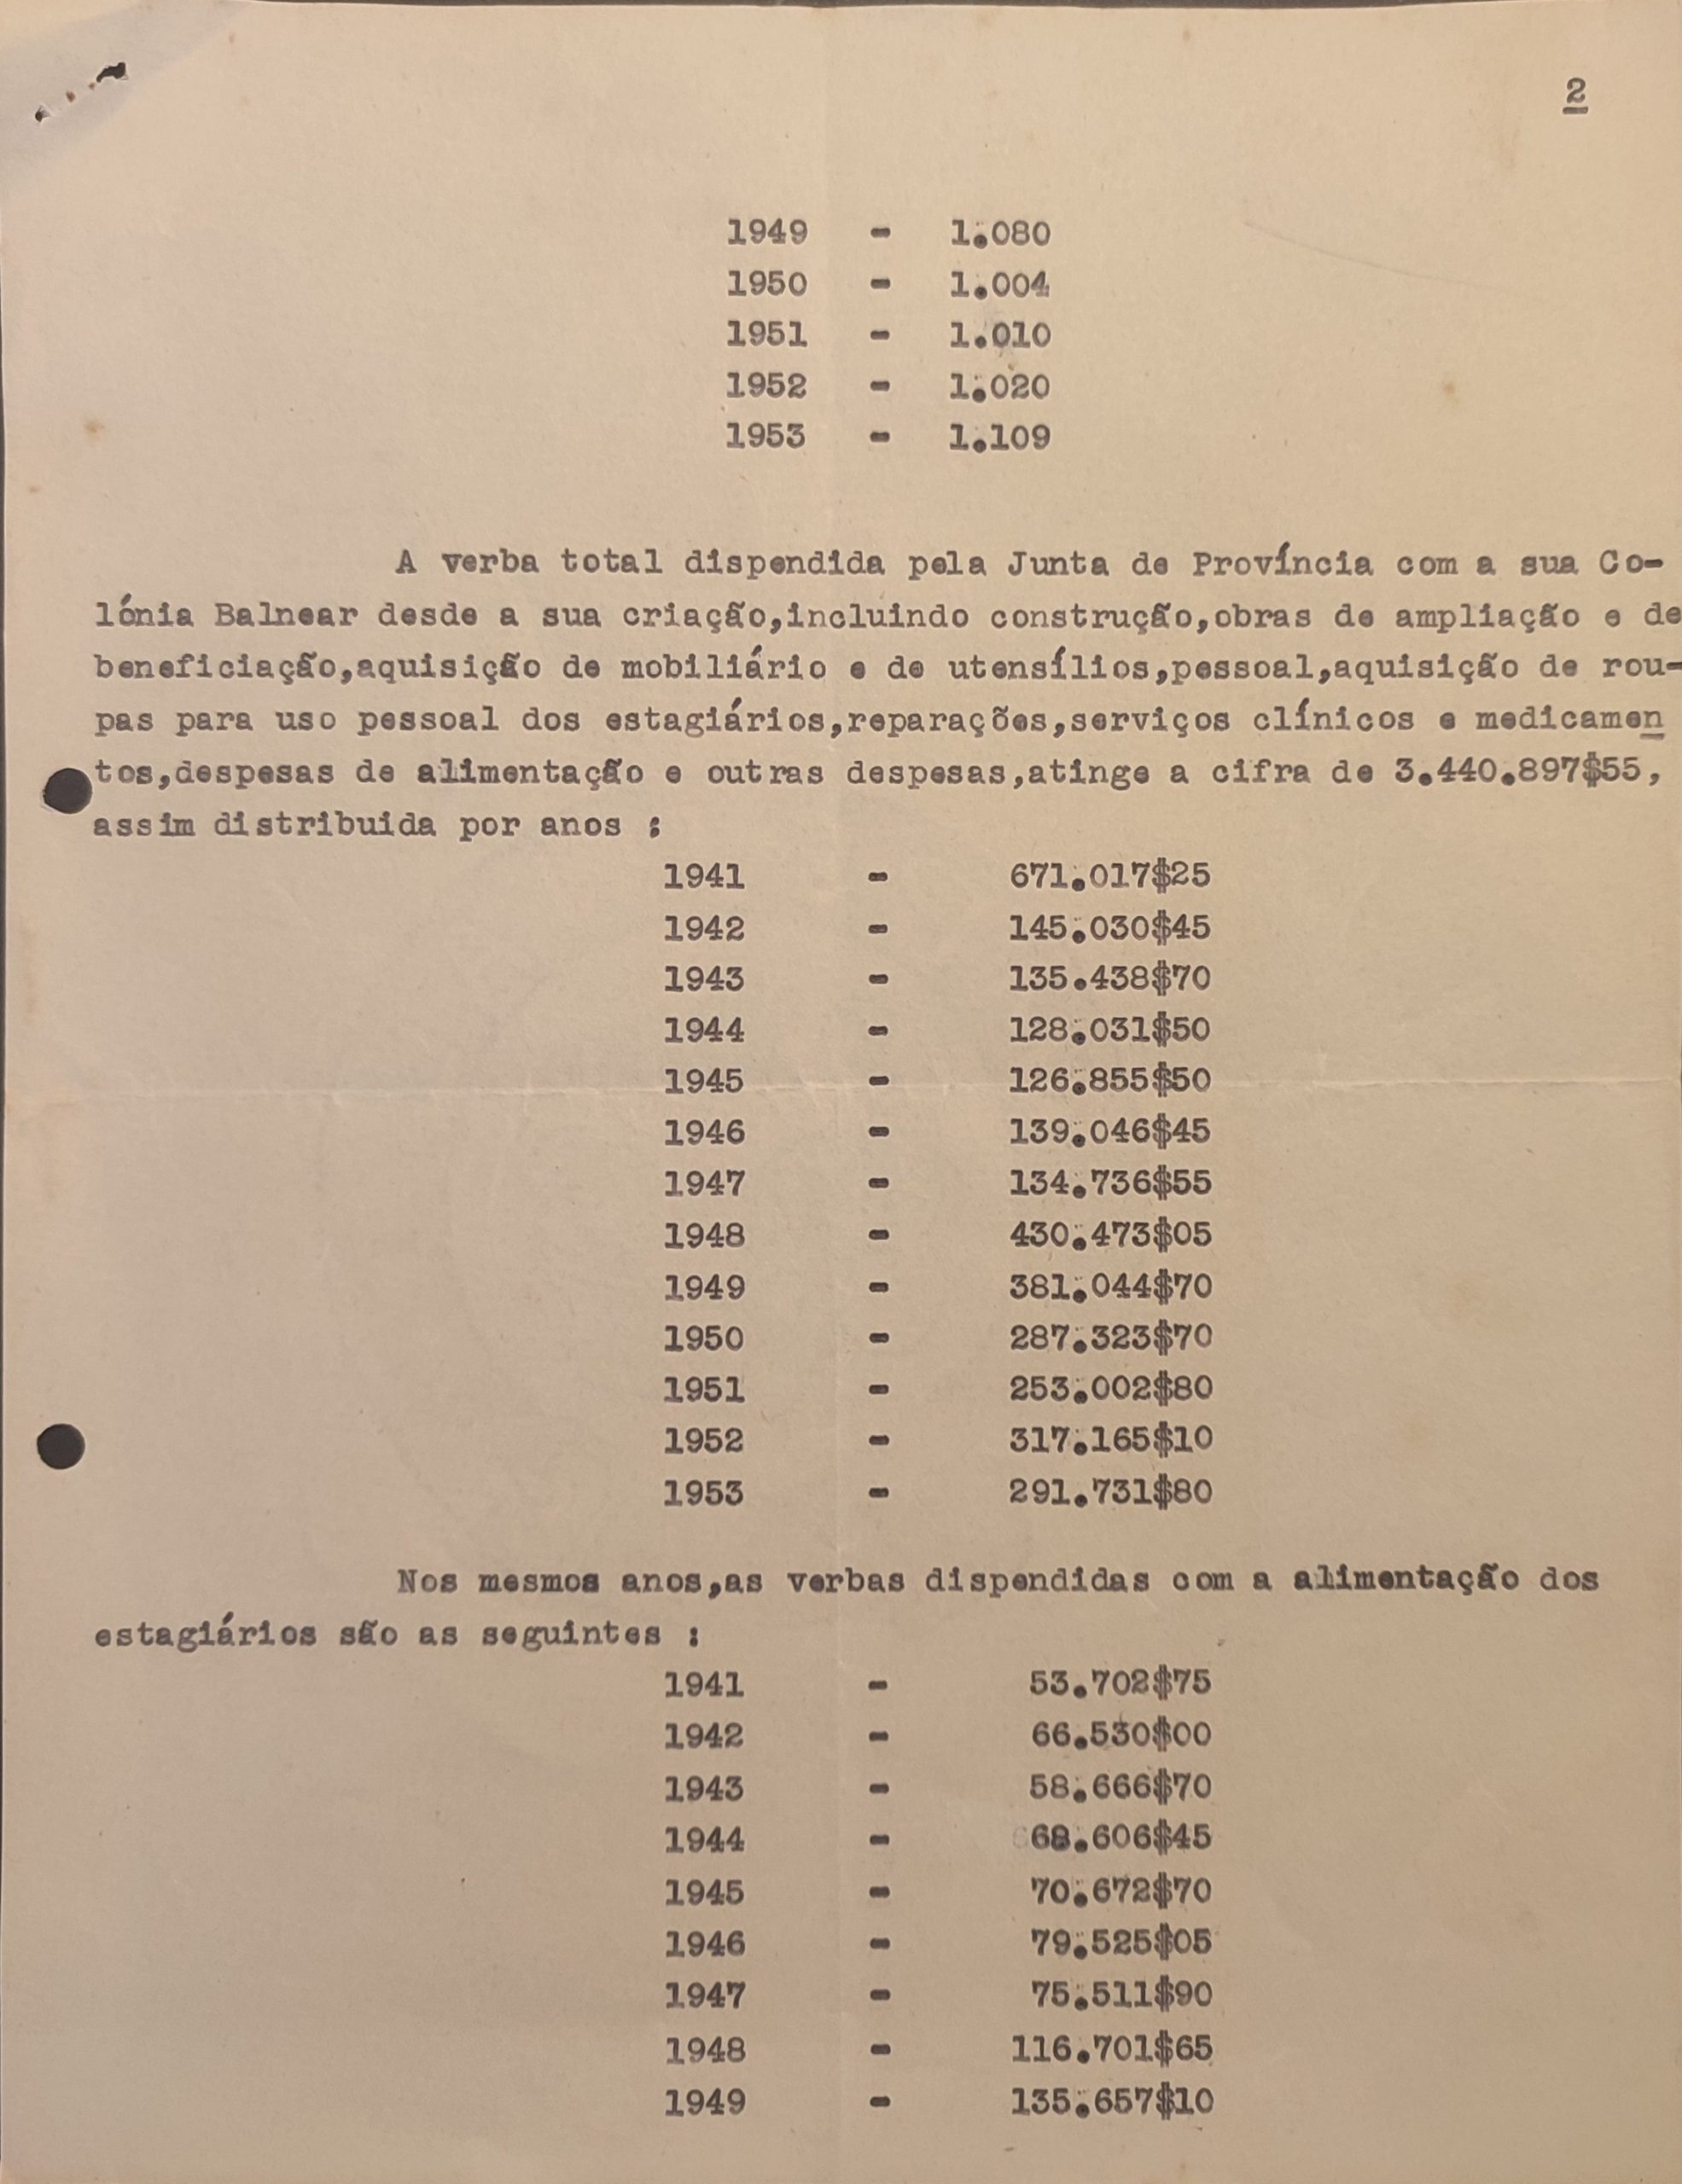 2
1949 - 1.080
1950 - 1.004
1951 - 1.010
1952 - 1.020
1953 - 1.109
A verba total dispendida pela Junta de Província com a sua Co-
lónia Balnear desde a sua criação,incluindo construção,obras de ampliação e de
beneficiação,aquisição de mobiliário e de utensílios,pessoal,aquisição de rou-
pas para uso pessoal dos estagiários,reparações,serviços clínicos e medicamen
tos,despesas de alimentação e outras despesas,atinge a cifra de 3.440.897$55,
assim distribuida por anos :
1941 - 671.017$25
1942 - 145.030$45
1943 - 135.438$70
1944 - 128.031$50
1945 - 126.855$50
1946 - 139.046$45
1947 - 134.736$55
1948 - 430.473$05
1949 - 381.044$70
1950 - 287.323$70
1951 - 253.002$80
1952 - 317.165$10
1953 - 291.731$80
Nos mesmos anos,as verbas dispendidas com a alimentação dos
estagiários são as seguintes :
1941 - 53.702$75
1942 - 66.530$00
1943 - 58.666$70
1944 - 68.606$45
1945 - 70.672$70
1946 - 79.525$05
1947 - 75.511$90
1948 - 116.701$65
1949 - 135.657$10